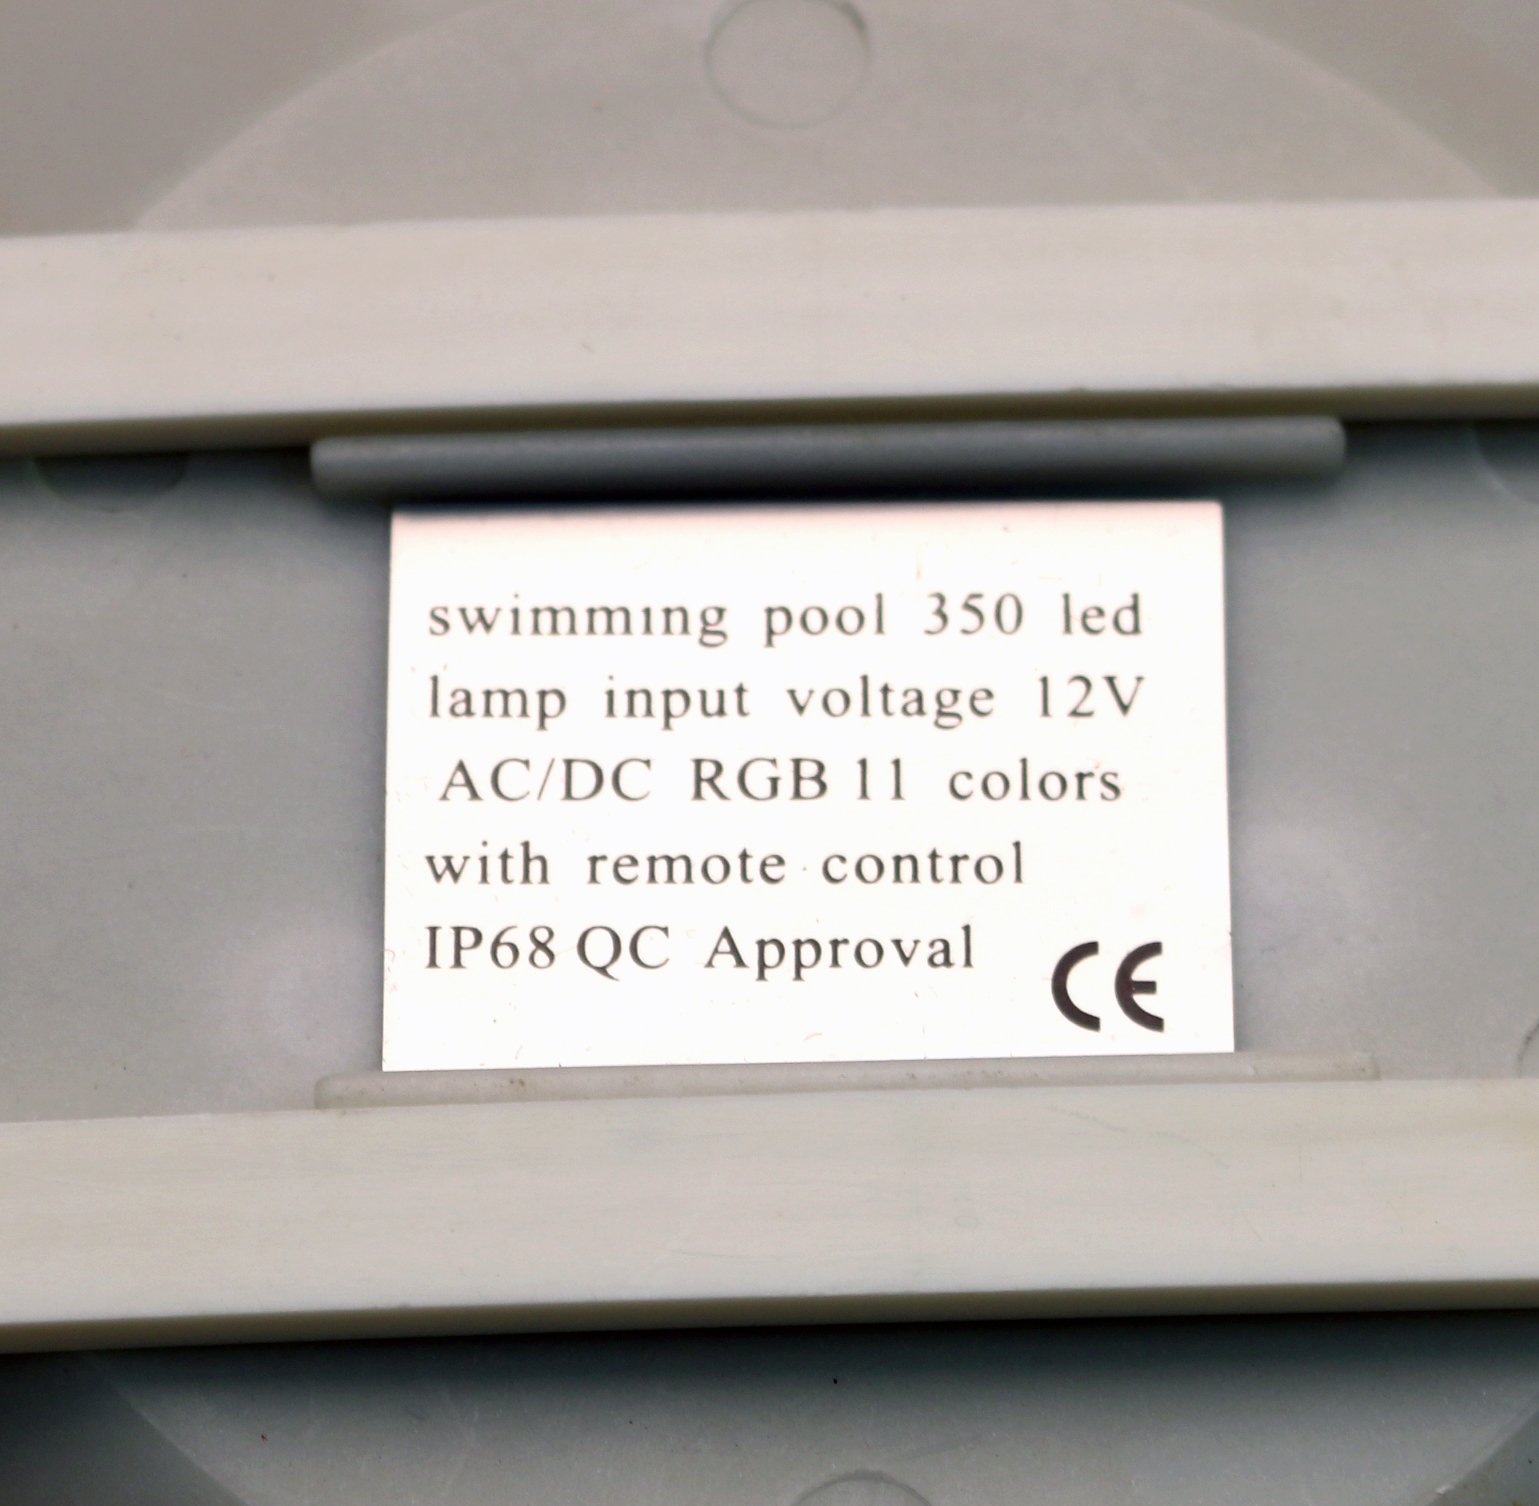 swimming pool 350 led
lamp input voltage 12V
AC/DC RGB 11 colors
with remote control
IP68 QC Approval
CE